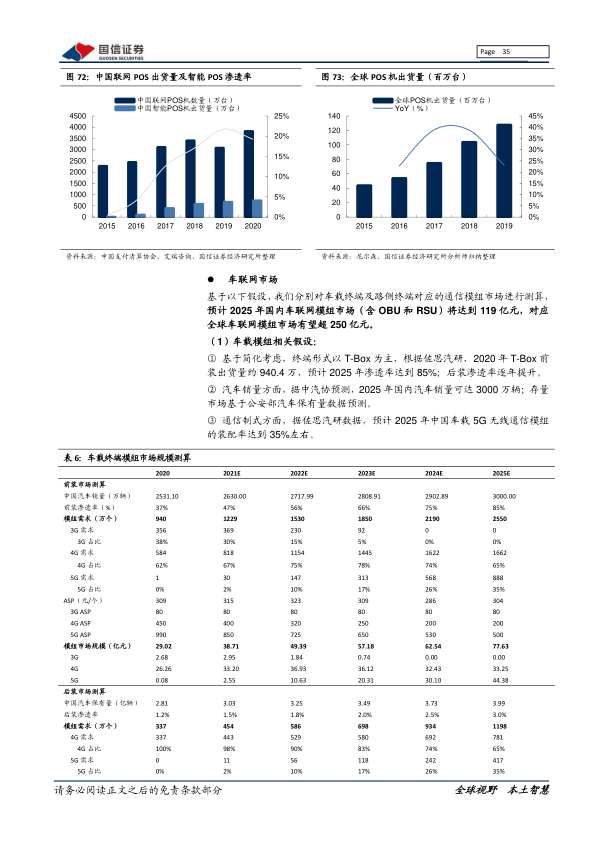 国信证券
GUOSEN SECURITIES
Page 35
图 72：中国联网 POS 出货量及智能 POS 渗透率
图 73：全球 POS 机出货量（百万台）
中国联网POS机数量（万台）
中国智能POS机出货量（万台）
4500
4000
3500
3000
2500
2000
1500
1000
500
0
25%
20%
15%
10%
5%
0%
2015 2016 2017 2018 2019 2020
全球POS机出货量（百万台）
YoY（%）
140
120
100
80
60
40
20
0
45%
40%
35%
30%
25%
20%
15%
10%
5%
0%
2015 2016 2017 2018 2019
资料来源：中国支付清算协会、艾瑞咨询、国信证券经济研究所整理
资料来源：尼尔森、国信证券经济研究所分析师归纳整理
● 车联网市场
基于以下假设，我们分别对车载终端及路侧终端对应的通信模组市场进行测算，
预计 2025 年国内车联网模组市场（含 OBU 和 RSU）将达到 119 亿元，对应
全球车联网模组市场有望超 250 亿元。
（1）车载模组相关假设：
① 基于简化考虑，终端形式以 T-Box 为主，根据佐思汽研，2020 年 T-Box 前
装出货量约 940.4 万，预计 2025 年渗透率达到 85%；后装渗透率逐年提升。
② 汽车销量方面，据中汽协预测，2025 年国内汽车销量可达 3000 万辆；存量
市场基于公安部汽车保有量数据预测。
③ 通信制式方面，据佐思汽研数据，预计 2025 年中国车载 5G 无线通信模组
的装配率达到 35%左右。
表 6：车载终端模组市场规模测算
2020 2021E 2022E 2023E 2024E 2025E
前装市场测算
中国汽车销量（万辆） 2531.10 2630.00 2717.99 2808.91 2902.89 3000.00
前装渗透率（%） 37% 47% 56% 66% 75% 85%
模组需求（万个） 940 1229 1530 1850 2190 2550
3G 需求 356 369 230 92 0 0
3G 占比 38% 30% 15% 5% 0% 0%
4G 需求 584 818 1154 1445 1622 1662
4G 占比 62% 67% 75% 78% 74% 65%
5G 需求 1 30 147 313 568 888
5G 占比 0% 2% 10% 17% 26% 35%
ASP（元/个） 309 315 323 309 286 304
3G ASP 80 80 80 80 80 80
4G ASP 450 400 320 250 200 200
5G ASP 990 850 725 650 530 500
模组市场规模（亿元） 29.02 38.71 49.39 57.18 62.54 77.63
3G 2.68 2.95 1.84 0.74 0.00 0.00
4G 26.26 33.20 36.93 36.12 32.43 33.25
5G 0.08 2.55 10.63 20.31 30.10 44.38
后装市场测算
中国汽车保有量（亿辆） 2.81 3.03 3.25 3.49 3.73 3.99
后装渗透率 1.2% 1.5% 1.8% 2.0% 2.5% 3.0%
模组需求（万个） 337 454 586 698 934 1198
4G 需求 337 443 529 580 692 781
4G 占比 100% 98% 90% 83% 74% 65%
5G 需求 0 11 56 118 242 417
5G 占比 0% 2% 10% 17% 26% 35%
请务必阅读正文之后的免责条款部分
全球视野 本土智慧